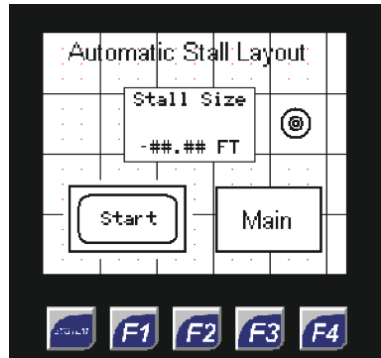 Automatic Stall Layout
Stall Size
-##.## FT
Start
Main
F1 F2 F3 F4